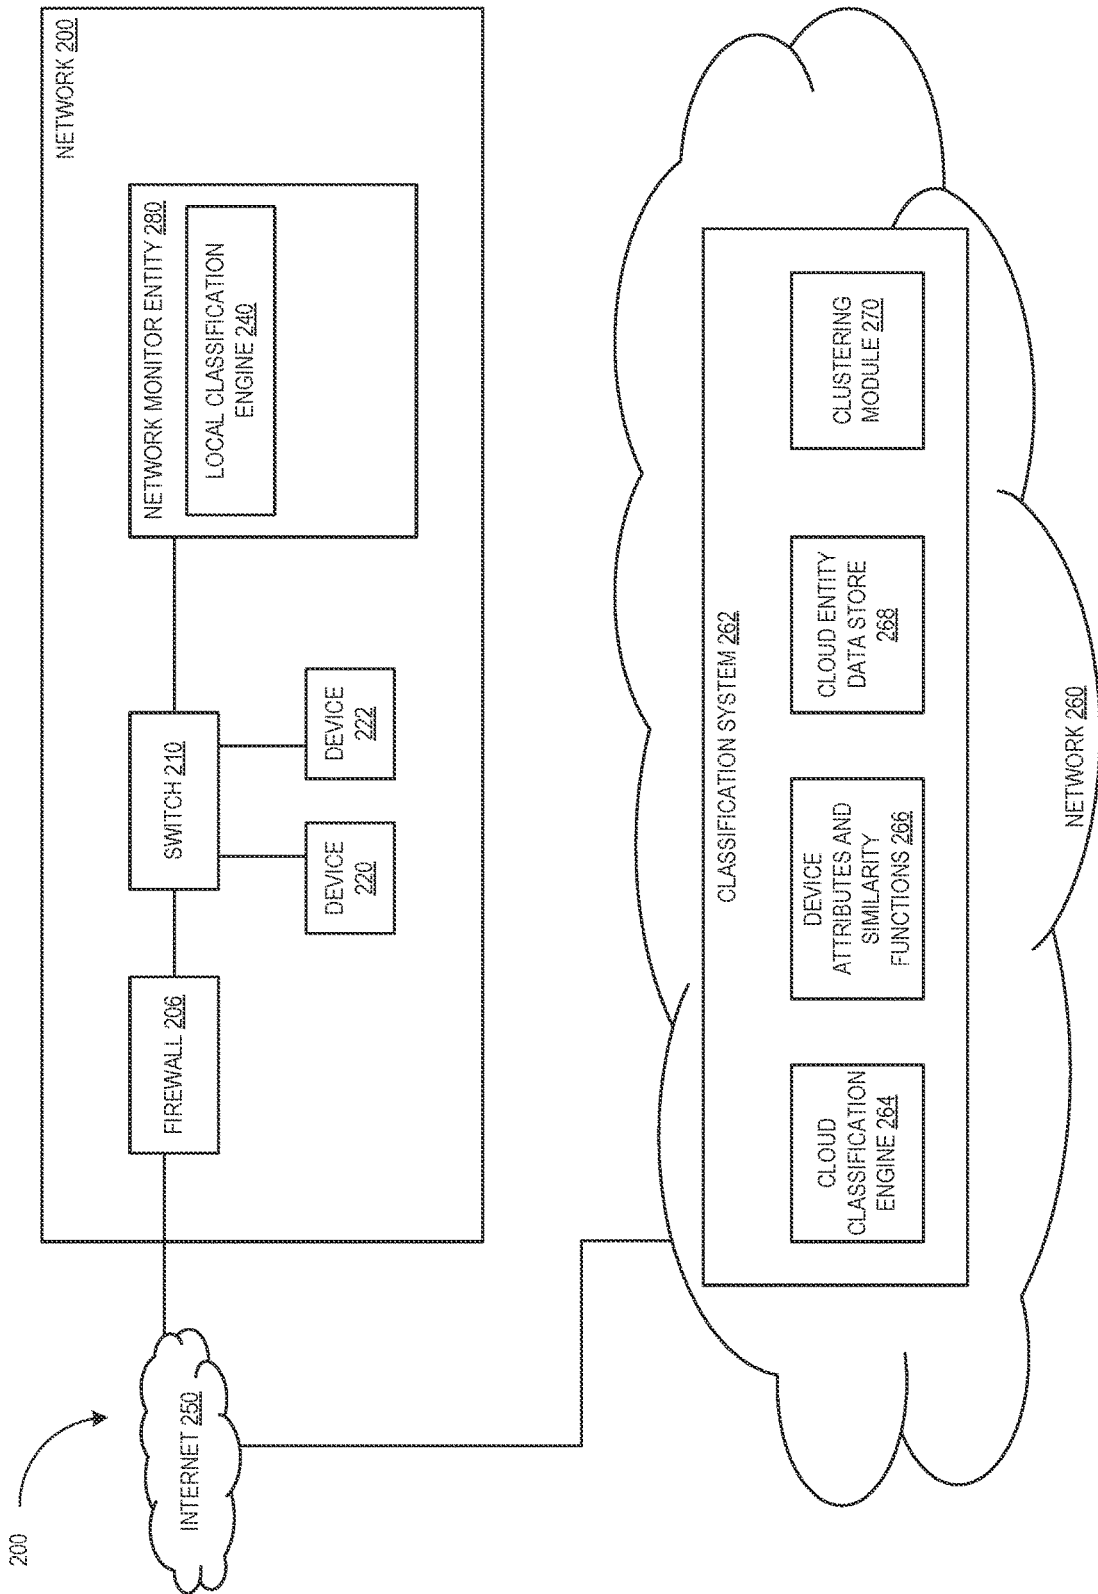 200
INTERNET 250
NETWORK 200
FIREWALL 206
SWITCH 210
DEVICE
220
DEVICE
222
NETWORK MONITOR ENTITY 280
LOCAL CLASSIFICATION
ENGINE 240
CLASSIFICATION SYSTEM 262
CLOUD
CLASSIFICATION
ENGINE 264
DEVICE
ATTRIBUTES AND
SIMILARITY
FUNCTIONS 266
CLOUD ENTITY
DATA STORE
268
CLUSTERING
MODULE 270
NETWORK 260